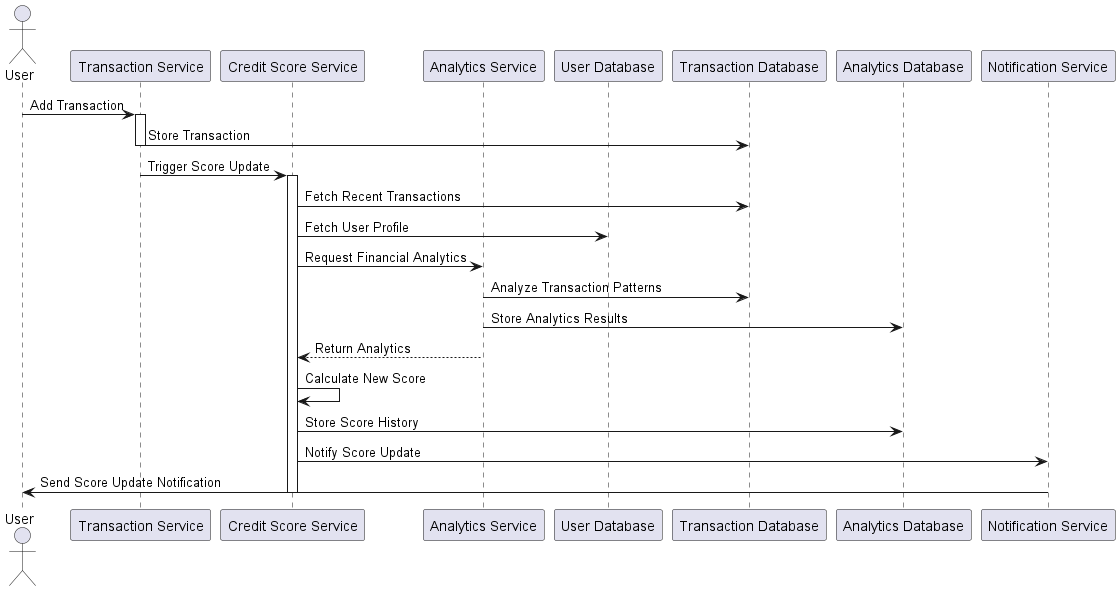 User
Transaction Service
Credit Score Service
Analytics Service
User Database
Transaction Database
Analytics Database
Notification Service
Add Transaction
Store Transaction
Trigger Score Update
Fetch Recent Transactions
Fetch User Profile
Request Financial Analytics
Analyze Transaction Patterns
Store Analytics Results
Return Analytics
Calculate New Score
Store Score History
Notify Score Update
Send Score Update Notification
User
Transaction Service
Credit Score Service
Analytics Service
User Database
Transaction Database
Analytics Database
Notification Service